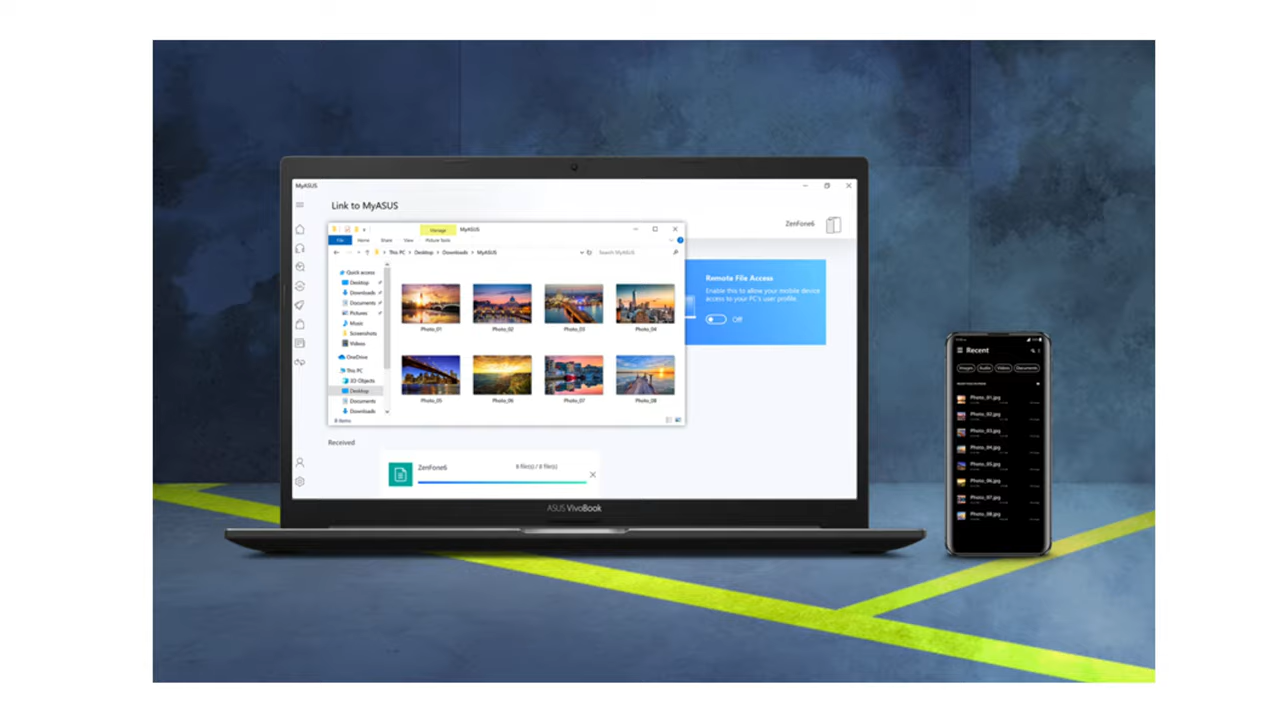 MyASUS
Link to MyASUS
ZenFone6
Manage
MyASUS
File
Home
Share
View
Picture Tools
This PC > Desktop > Downloads > MyASUS
Search MyASUS
Quick access
Desktop
Downloads
Documents
Pictures
Music
Screenshots
Videos
OneDrive
This PC
3D Objects
Desktop
Documents
Downloads
8 items
Photo_01
Photo_02
Photo_03
Photo_04
Photo_05
Photo_06
Photo_07
Photo_08
Remote File Access
Enable this to allow your mobile device
access to your PC's user profile.
Off
Received
ZenFone6
8 file(s) / 8 file(s)
ASUS VivoBook
Recent
Images
Audio
Videos
Documents
Photo_01.jpg
Photo_02.jpg
Photo_03.jpg
Photo_04.jpg
Photo_05.jpg
Photo_06.jpg
Photo_07.jpg
Photo_08.jpg